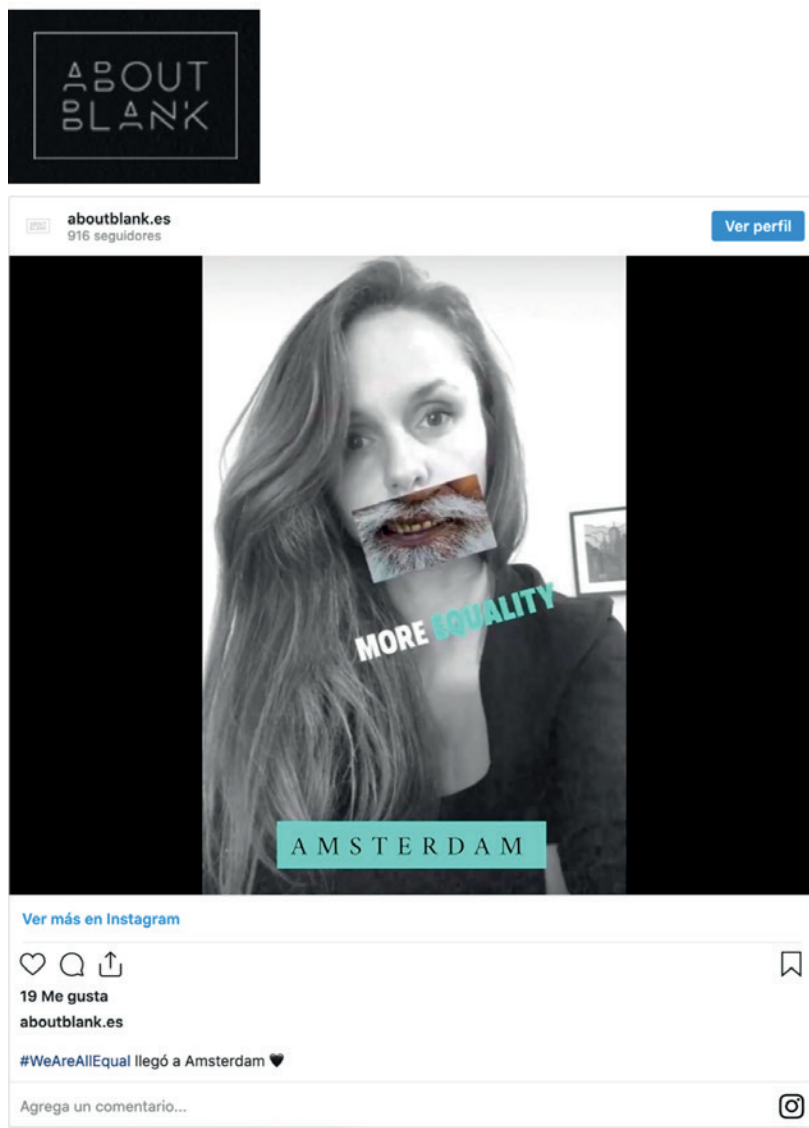 ABOUT
BLANK
aboutblank.es
916 seguidores
Ver perfil
MORE EQUALITY
AMSTERDAM
Ver más en Instagram
19 Me gusta
aboutblank.es
#WeAreAllEqual llegó a Amsterdam 🖤
Agrega un comentario...